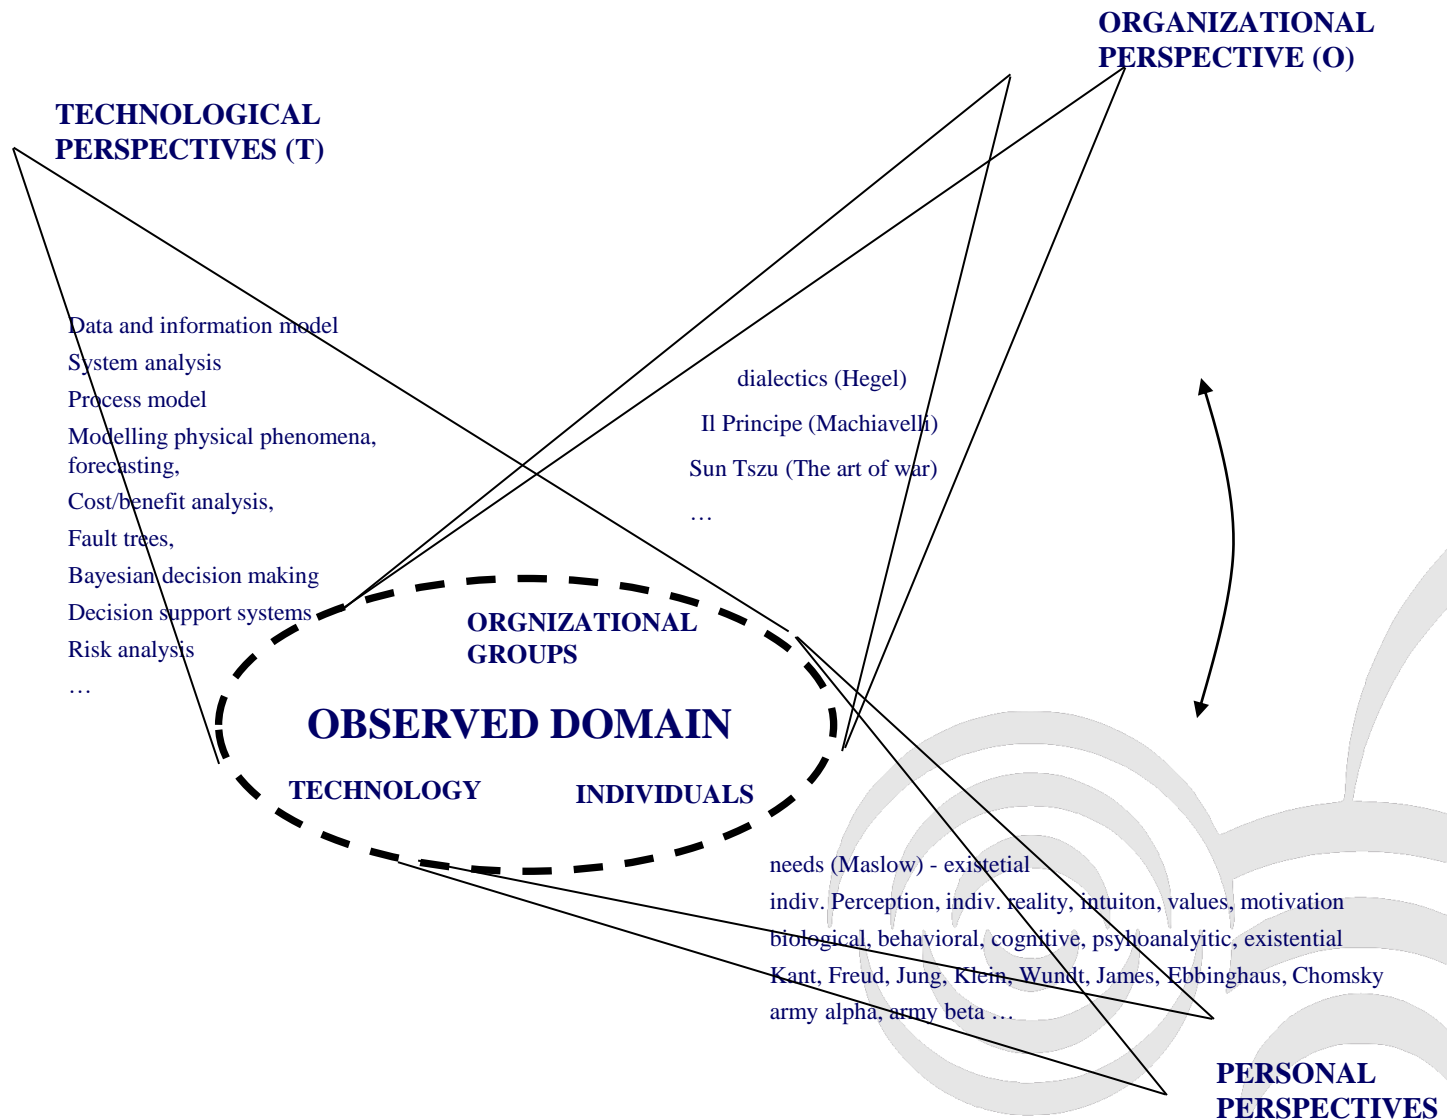 ORGANIZATIONAL
PERSPECTIVE (O)
TECHNOLOGICAL
PERSPECTIVES (T)
Data and information model
System analysis
Process model
Modelling physical phenomena,
forecasting,
Cost/benefit analysis,
Fault trees,
Bayesian decision making
Decision support systems
Risk analysis
…
dialectics (Hegel)
Il Principe (Machiavelli)
Sun Tszu (The art of war)
…
ORGNIZATIONAL
GROUPS
OBSERVED DOMAIN
TECHNOLOGY
INDIVIDUALS
needs (Maslow) - existetial
indiv. Perception, indiv. reality, intuiton, values, motivation
biological, behavioral, cognitive, psyhoanalyitic, existential
Kant, Freud, Jung, Klein, Wundt, James, Ebbinghaus, Chomsky
army alpha, army beta …
PERSONAL
PERSPECTIVES